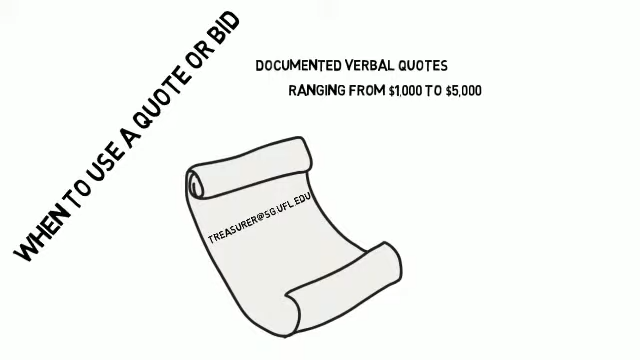 WHEN TO USE A QUOTE OR BID
DOCUMENTED VERBAL QUOTES
RANGING FROM $1,000 TO $5,000
TREASURER@SG.UFL.EDU